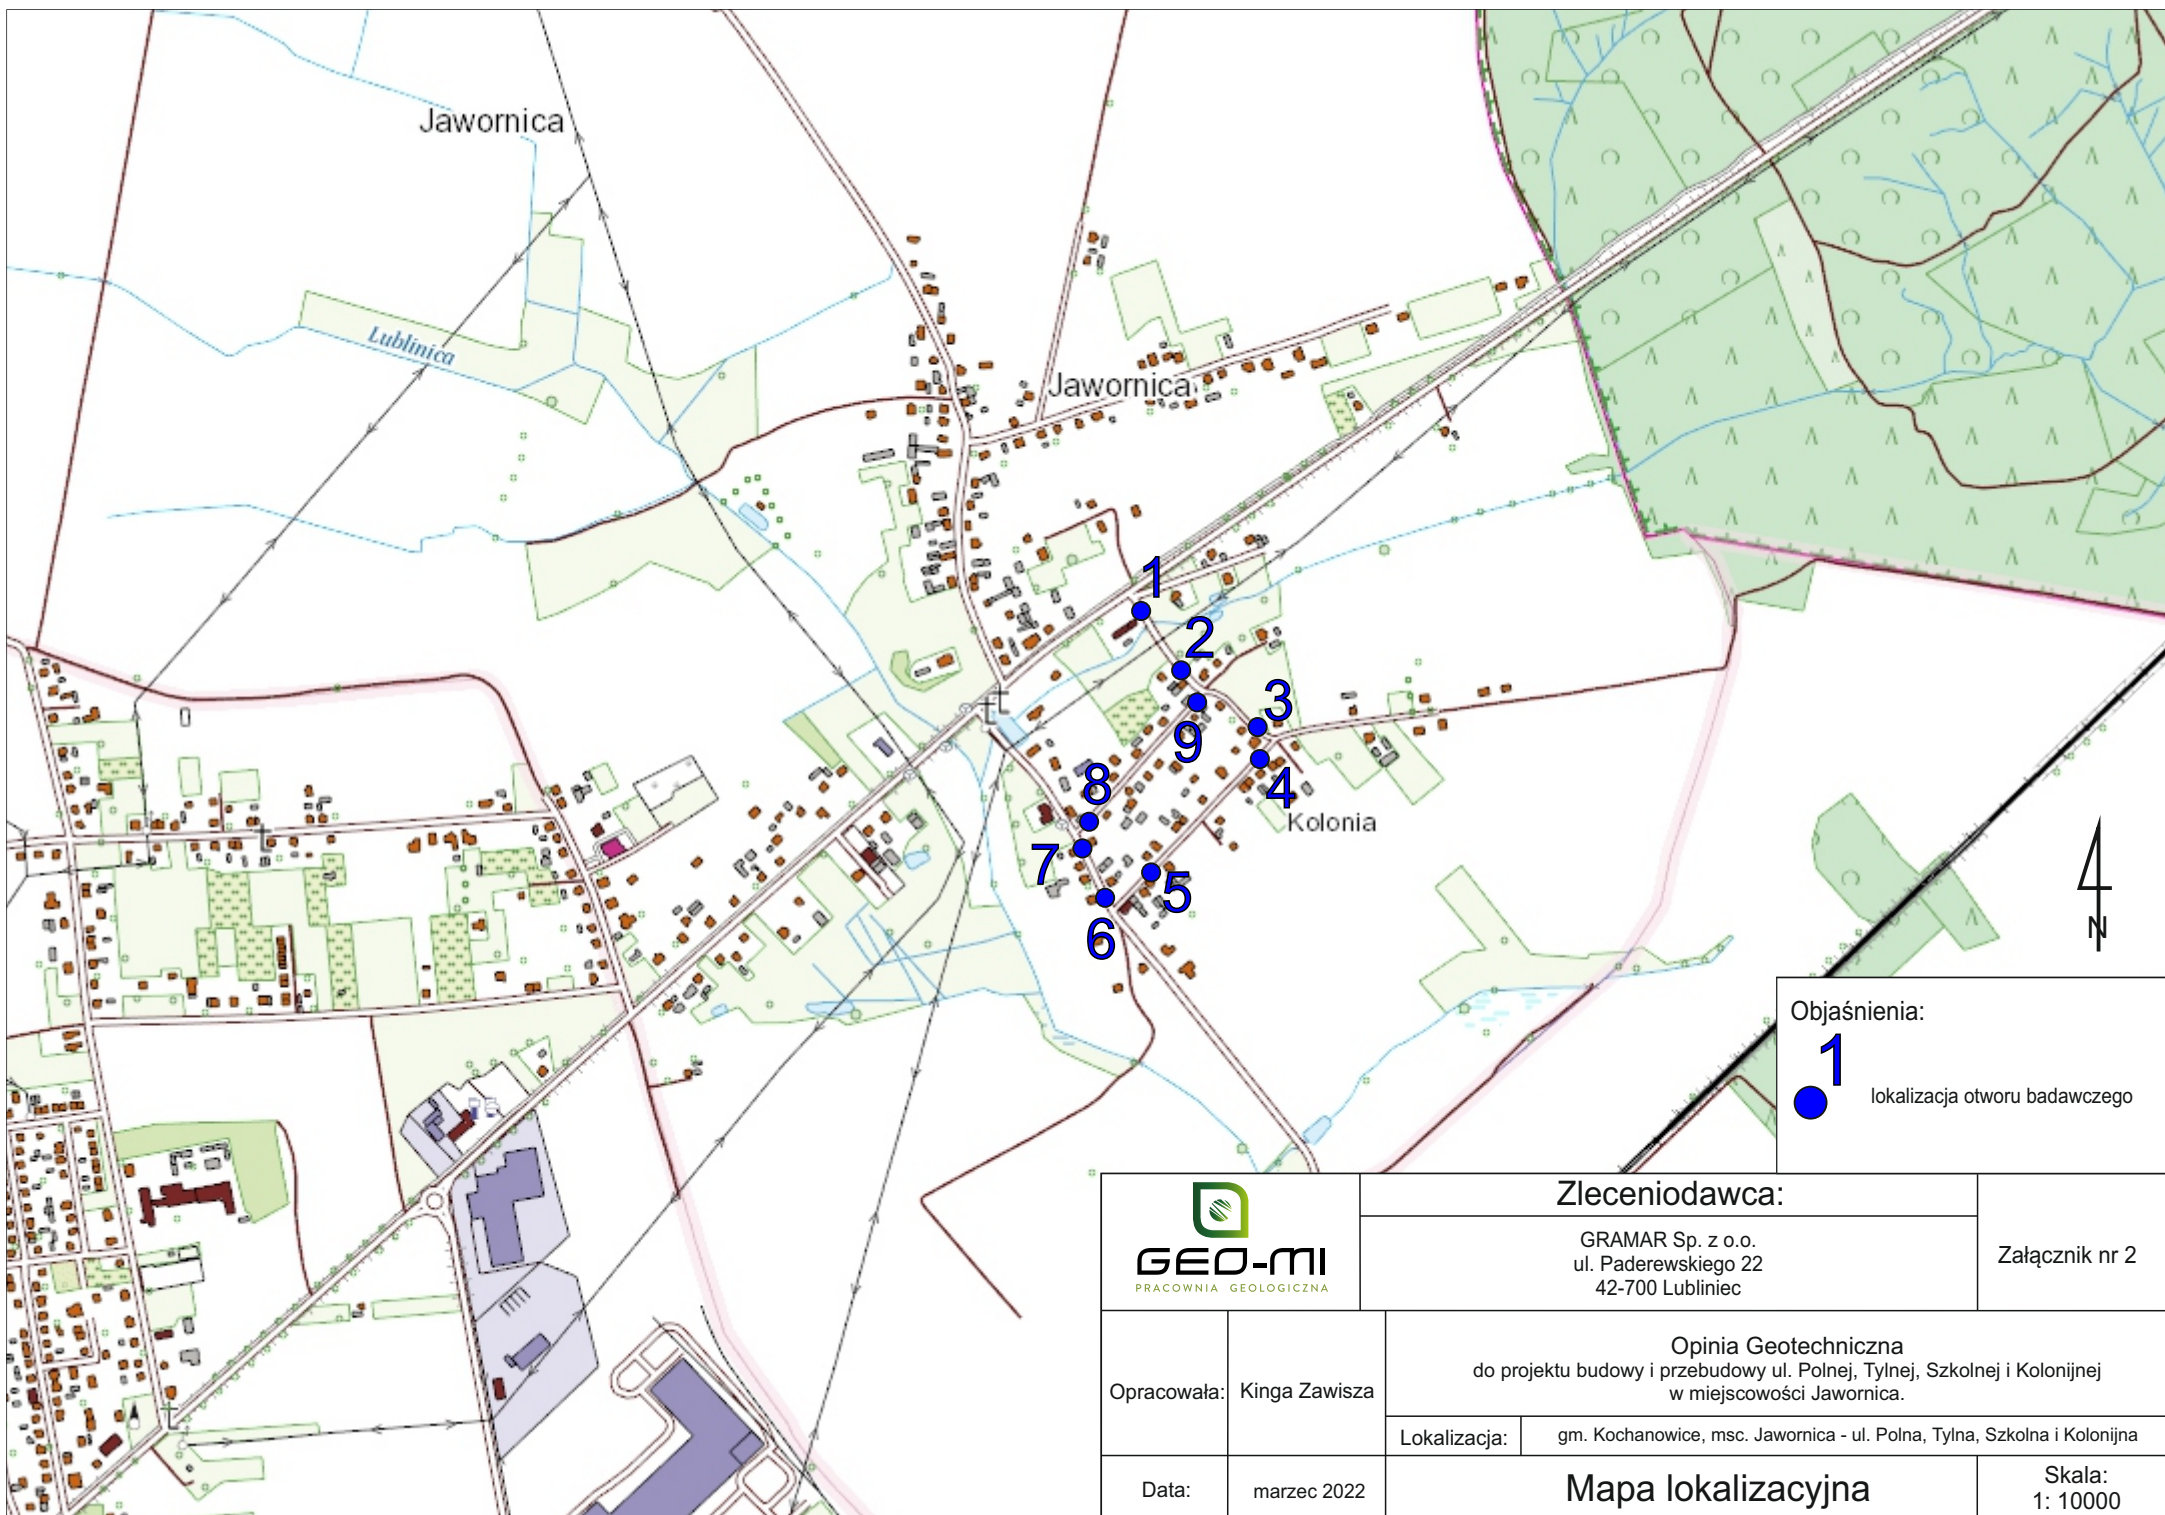 Jawornica
Lublinica
Jawornica
1
2
3
9
4
8
Kolonia
7
5
6
N
Objaśnienia:
1
lokalizacja otworu badawczego
GEO-MI
PRACOWNIA GEOLOGICZNA
Zleceniodawca:
GRAMAR Sp. z o.o.
ul. Paderewskiego 22
42-700 Lubliniec
Załącznik nr 2
Opracowała:
Kinga Zawisza
Opinia Geotechniczna
do projektu budowy i przebudowy ul. Polnej, Tylnej, Szkolnej i Kolonijnej
w miejscowości Jawornica.
Lokalizacja:
gm. Kochanowice, msc. Jawornica - ul. Polna, Tylna, Szkolna i Kolonijna
Data:
marzec 2022
Mapa lokalizacyjna
Skala:
1: 10000